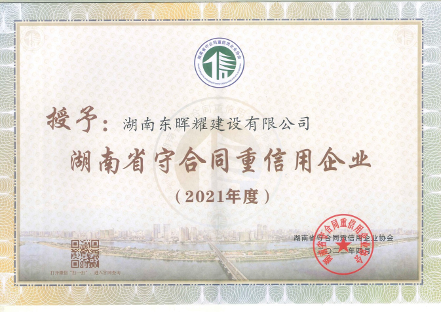 授予：湖南东晖耀建设有限公司
湖南省守合同重信用企业
（2021年度）
湖南省守合同重信用企业协会